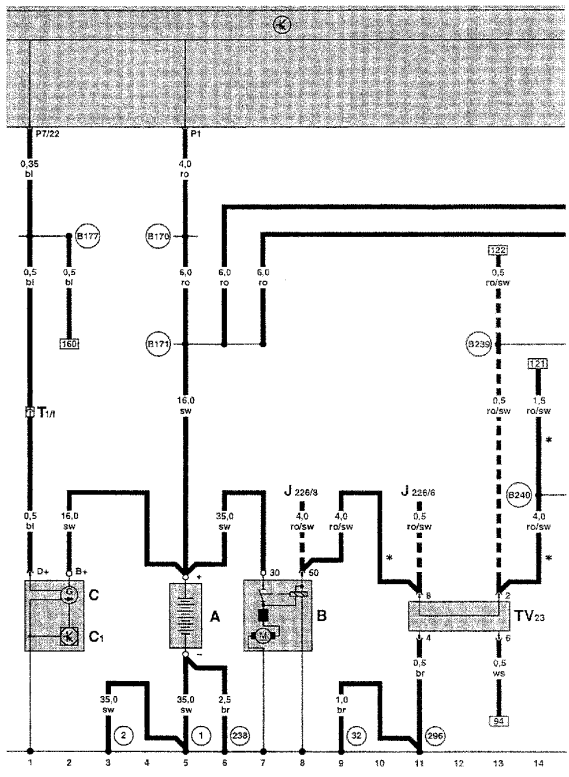 K
P7/22 P1
0,35 4,0
bl ro
B177 B170
122
0,5 0,5 6,0 6,0 6,0 0,5
bl bl ro ro ro ro/sw
160 B171 B239
121
T1/1 16,0 0,5 1,5
sw ro/sw ro/sw
*
J226/8 J226/6
B240
0,5 16,0 35,0 4,0 4,0 0,5 4,0
bl sw sw ro/sw ro/sw ro/sw ro/sw
* *
D+ B+ + 30 50 8 2
G
C A B TV23
C1
K M
− 4 6
0,5 0,5
br ws
35,0 35,0 2,5 1,0
sw sw br br
94
2 1 238 32 296
1 2 3 4 5 6 7 8 9 10 11 12 13 14